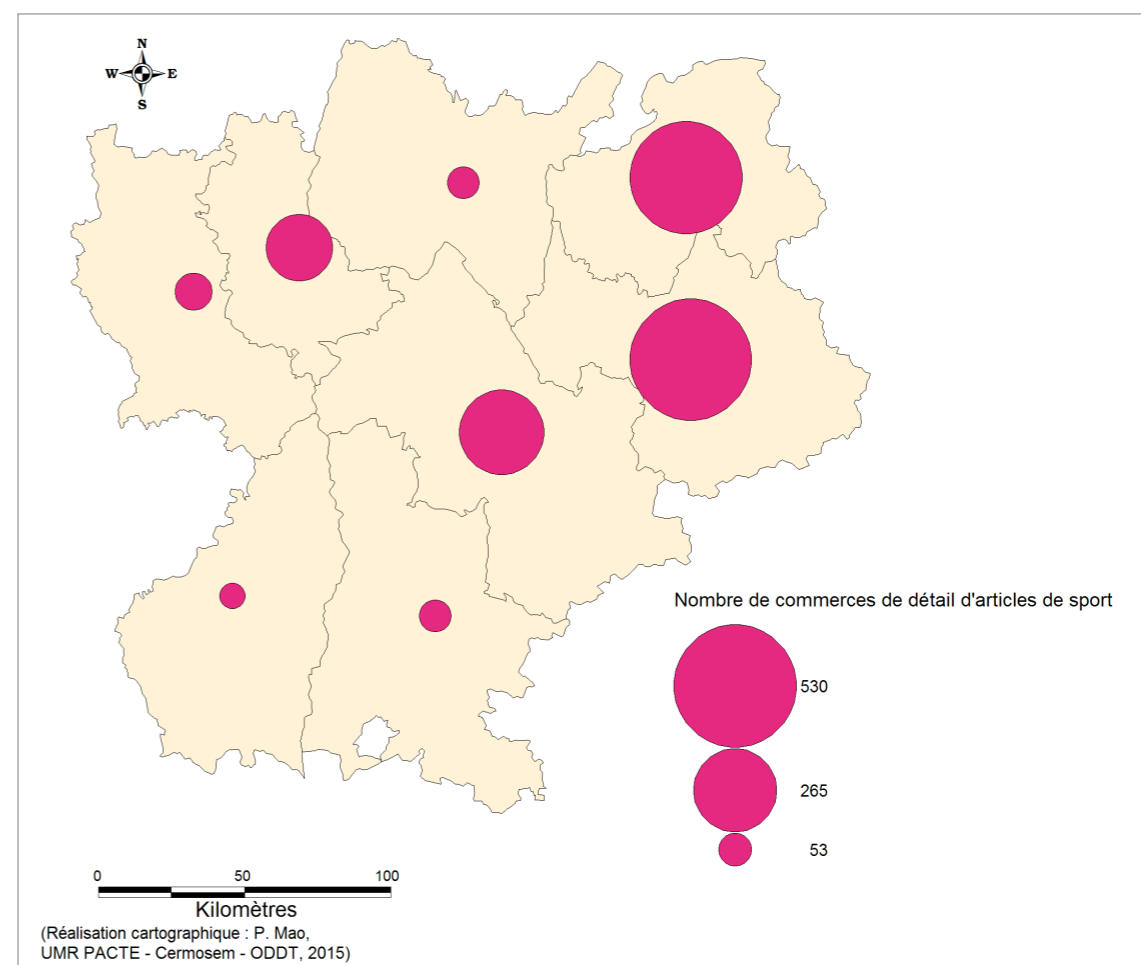 N
W E
S
Nombre de commerces de détail d'articles de sport
530
265
53
0 50 100
Kilomètres
(Réalisation cartographique : P. Mao,
UMR PACTE - Cermosem - ODDT, 2015)